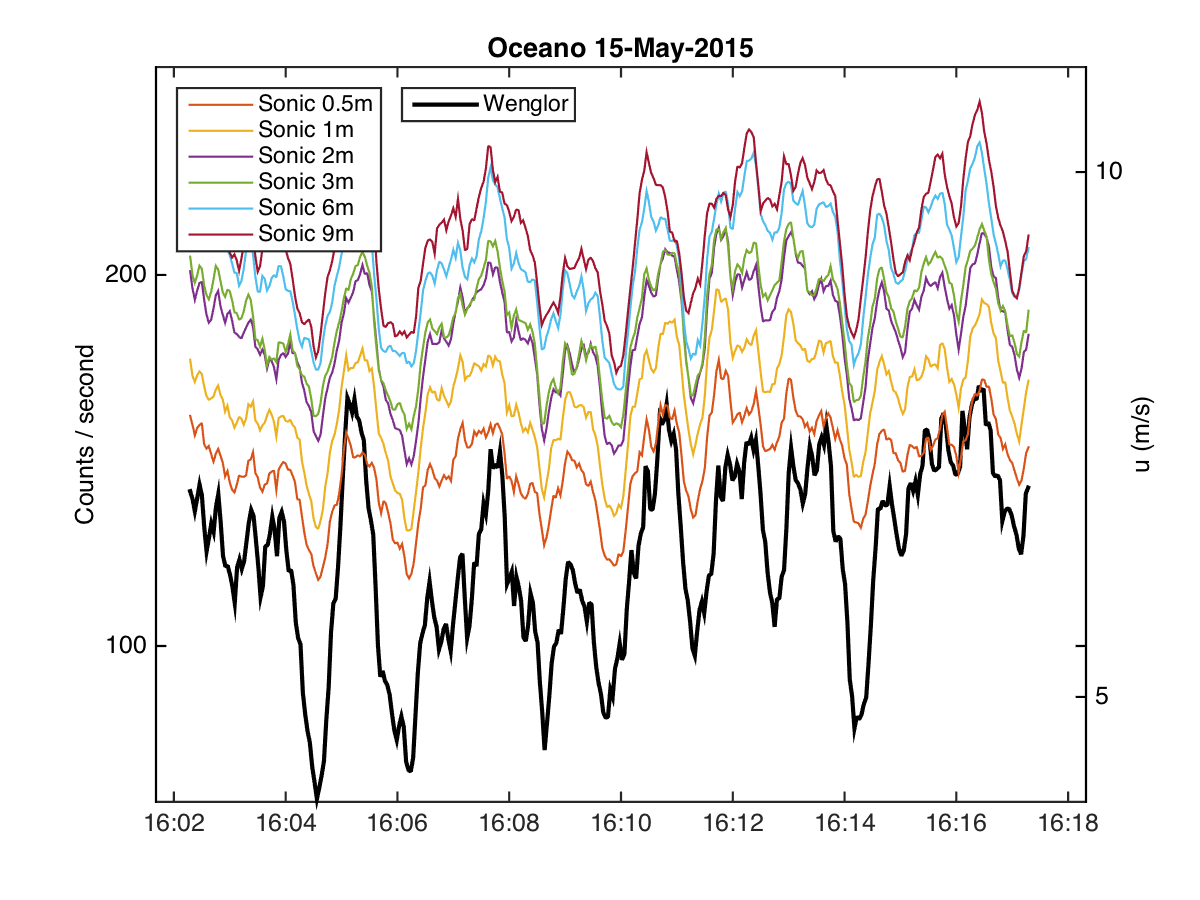 Oceano 15-May-2015
Sonic 0.5m
Sonic 1m
Sonic 2m
Sonic 3m
Sonic 6m
Sonic 9m
Wenglor
200
100
Counts / second
10
5
u (m/s)
16:02 16:04 16:06 16:08 16:10 16:12 16:14 16:16 16:18